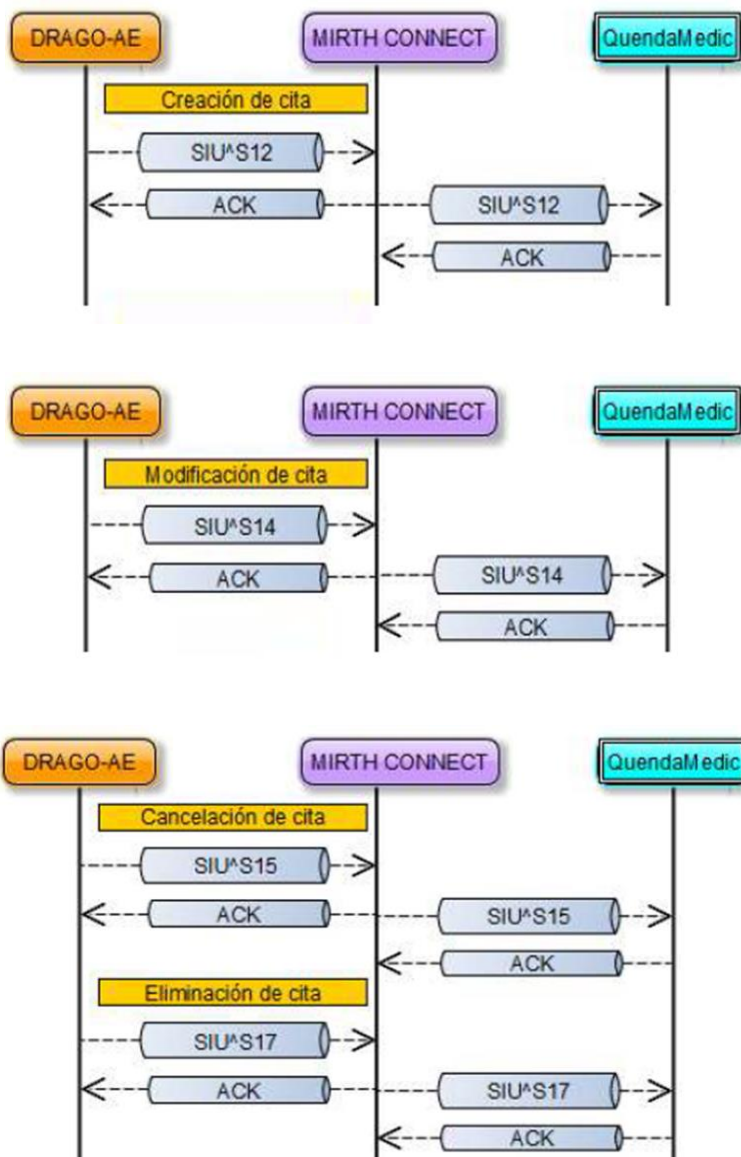 DRAGO-AE
MIRTH CONNECT
QuendaMedic
Creación de cita
SIU^S12
ACK
SIU^S12
ACK
DRAGO-AE
MIRTH CONNECT
QuendaMedic
Modificación de cita
SIU^S14
ACK
SIU^S14
ACK
DRAGO-AE
MIRTH CONNECT
QuendaMedic
Cancelación de cita
SIU^S15
ACK
SIU^S15
ACK
Eliminación de cita
SIU^S17
ACK
SIU^S17
ACK